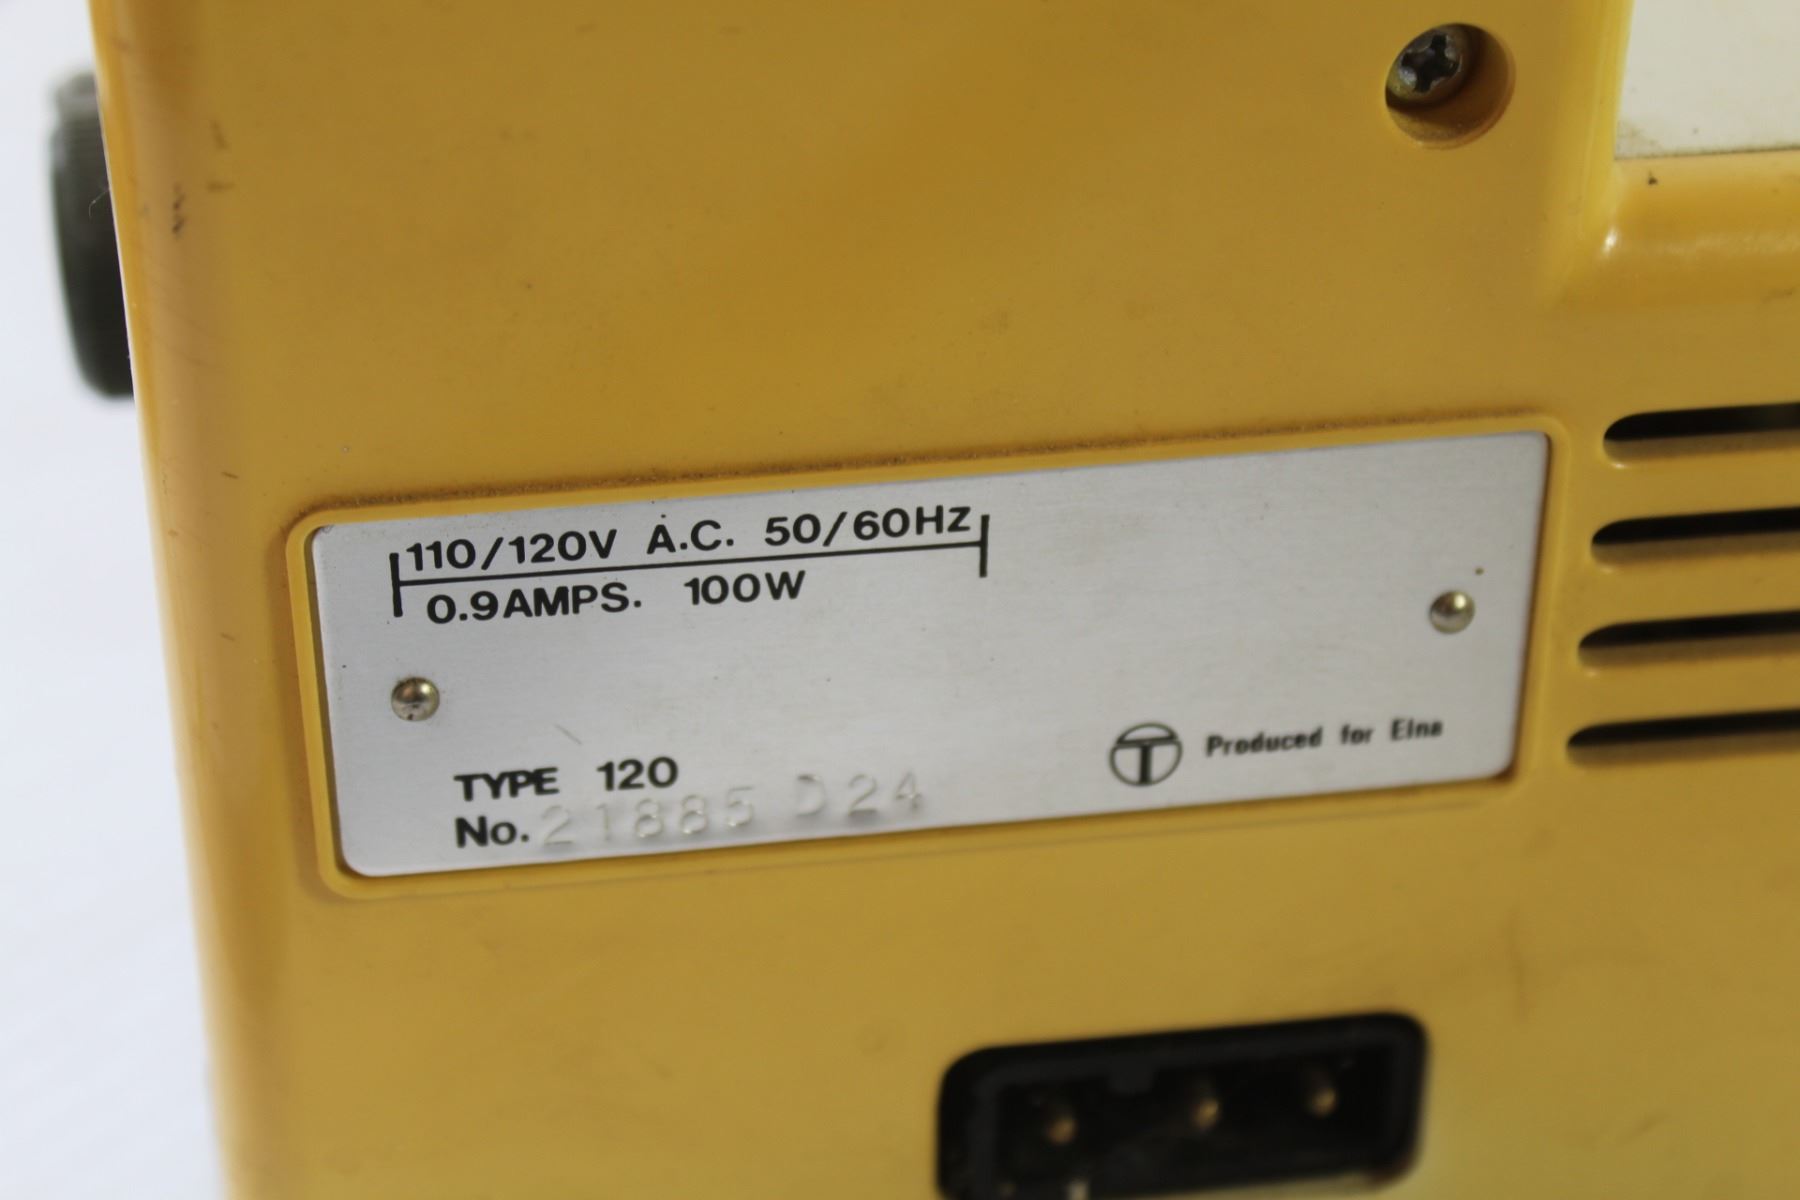 110/120V A.C. 50/60Hz
0.9AMPS. 100W
TYPE 120
No. 21885 D24
Produced for Elna